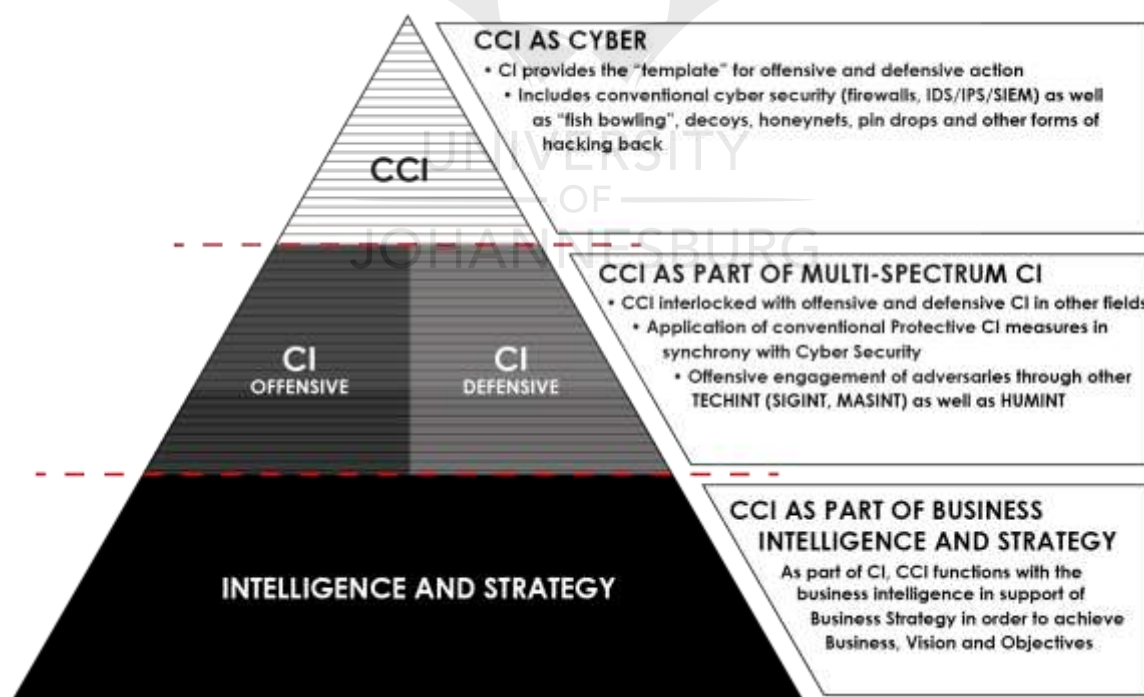 CCI AS CYBER
• CI provides the "template" for offensive and defensive action
• Includes conventional cyber security (firewalls, IDS/IPS/SIEM) as well
as "fish bowling", decoys, honeynets, pin drops and other forms of
hacking back
CCI
UNIVERSITY
OF
JOHANNESBURG
CCI AS PART OF MULTI-SPECTRUM CI
• CCI interlocked with offensive and defensive CI in other fields
• Application of conventional Protective CI measures in
synchrony with Cyber Security
• Offensive engagement of adversaries through other
TECHINT (SIGINT, MASINT) as well as HUMINT
CI
OFFENSIVE
CI
DEFENSIVE
CCI AS PART OF BUSINESS
INTELLIGENCE AND STRATEGY
As part of CI, CCI functions with the
business intelligence in support of
Business Strategy in order to achieve
Business, Vision and Objectives
INTELLIGENCE AND STRATEGY